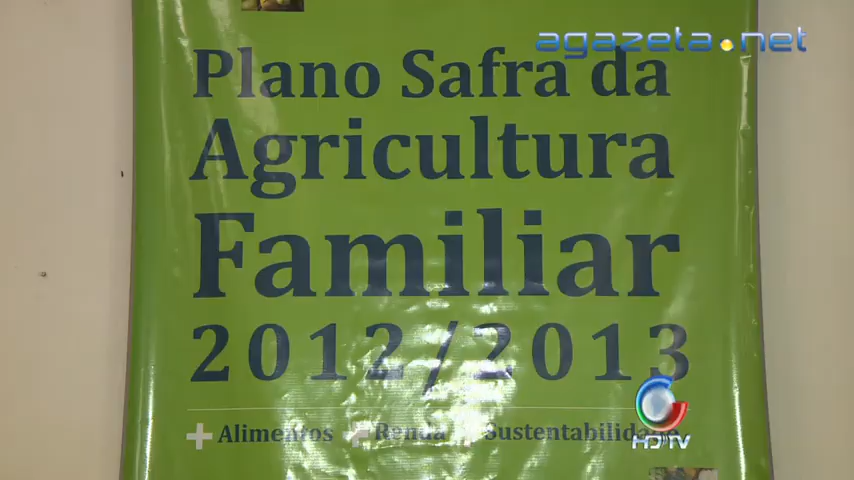 agazeta.net
Plano Safra da
Agricultura
Familiar
2012/2013
+ Alimentos + Renda + Sustentabilidade
HDTV